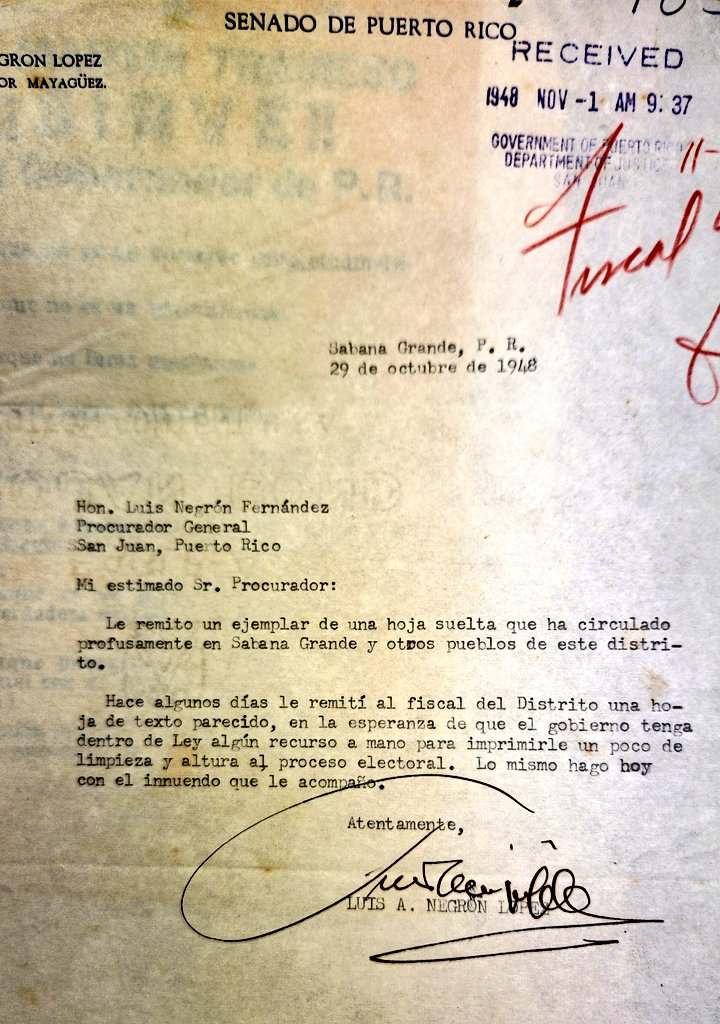 SENADO DE PUERTO RICO
GRON LOPEZ
OR MAYAGÜEZ.
RECEIVED
1948 NOV -1 AM 9: 37
GOVERNMENT OF PUERTO RICO
DEPARTMENT OF JUSTICE
SAN JUAN
11-
Fiscal
Sabana Grande, P. R.
29 de octubre de 1948
Hon. Luis Negrón Fernández
Procurador General
San Juan, Puerto Rico
Mi estimado Sr. Procurador:
Le remito un ejemplar de una hoja suelta que ha circulado
profusamente en Sabana Grande y otros pueblos de este distri-
to.
Hace algunos días le remití al fiscal del Distrito una ho-
ja de texto parecido, en la esperanza de que el gobierno tenga
dentro de Ley algún recurso a mano para imprimirle un poco de
limpieza y altura al proceso electoral. Lo mismo hago hoy
con el innuendo que le acompaño.
Atentamente,
LUIS A. NEGRÓN LOPEZ